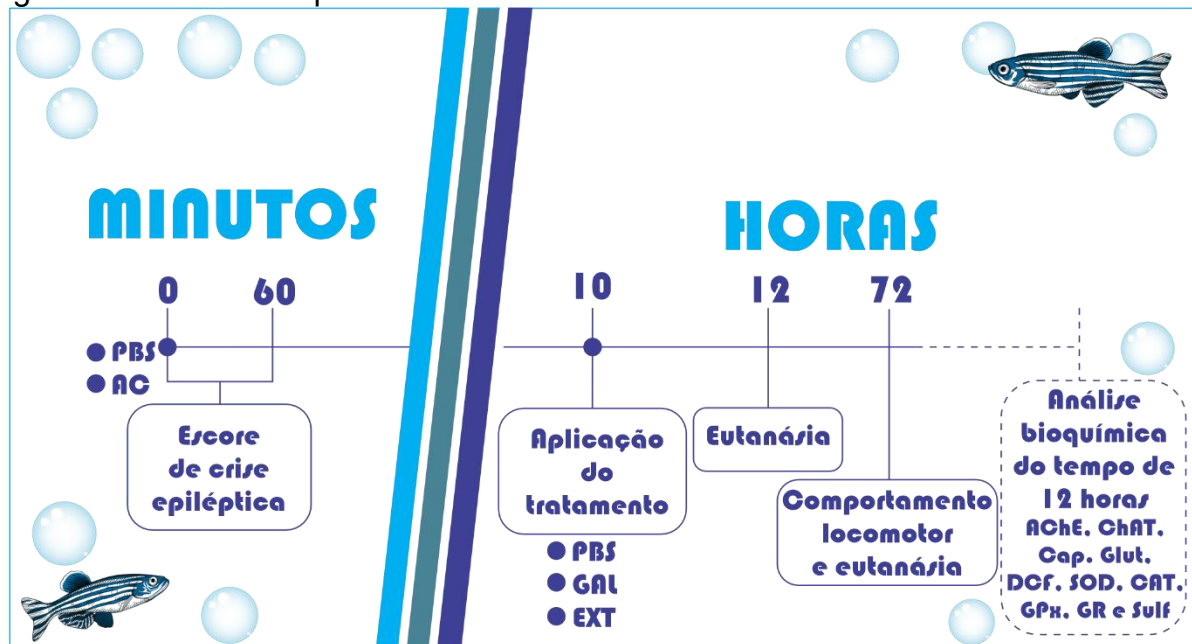 MINUTOS
0 60
PBS
AC
Escore
de crise
epiléptica
HORAS
10 12 72
Aplicação
do
tratamento
PBS
GAL
EXT
Eutanásia
Comportamento
locomotor
e eutanásia
Análise
bioquímica
do tempo de
12 horas
AChE, ChAT,
Cap. Glut,
DCF, SOD, CAT,
GPx, GR e Sulf